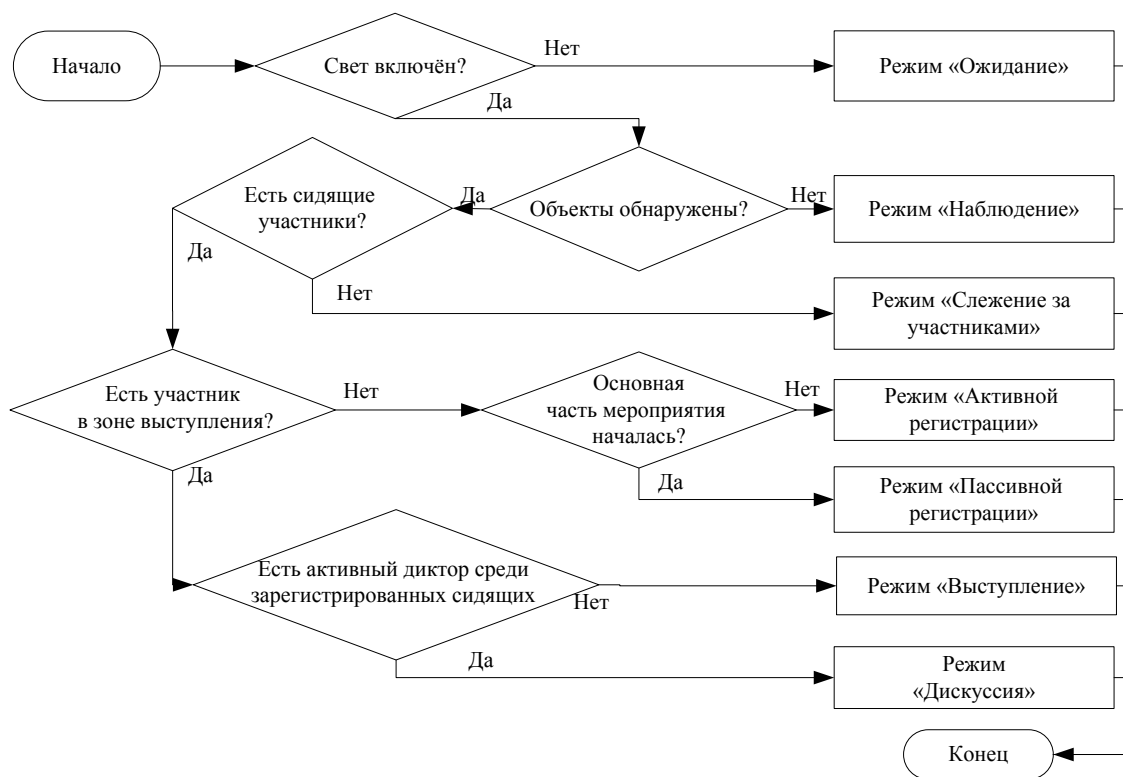 Начало
Свет включён?
Нет
Режим «Ожидание»
Да
Есть сидящие
участники?
Да
Объекты обнаружены?
Нет
Режим «Наблюдение»
Да
Нет
Режим «Слежение за
участниками»
Есть участник
в зоне выступления?
Нет
Основная
часть мероприятия
началась?
Нет
Режим «Активной
регистрации»
Да
Да
Режим «Пассивной
регистрации»
Есть активный диктор среди
зарегистрированных сидящих
Нет
Режим «Выступление»
Да
Режим
«Дискуссия»
Конец